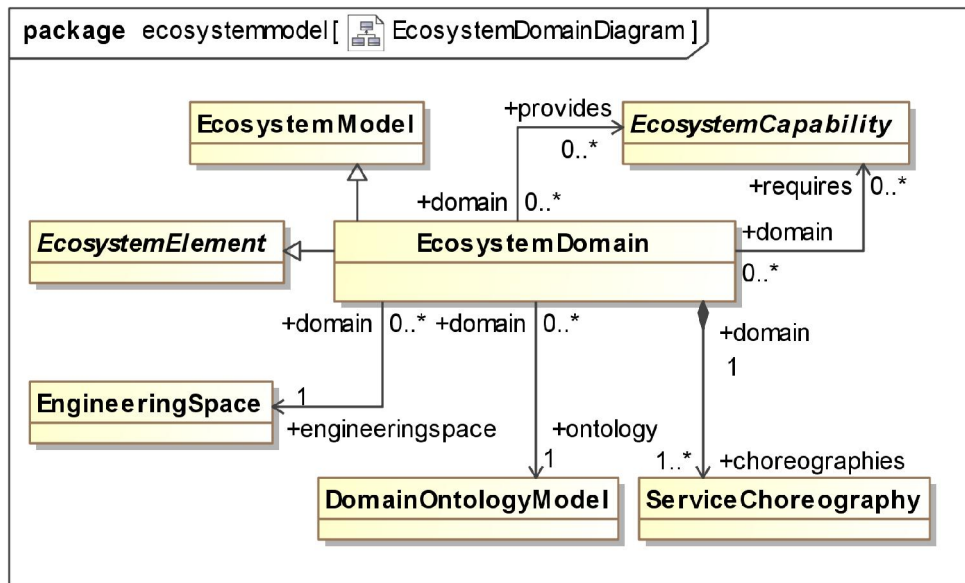 package ecosystemmodel[ EcosystemDomainDiagram ]
EcosystemModel
+provides
0..*
EcosystemCapability
+requires
0..*
+domain
0..*
EcosystemElement
EcosystemDomain
+domain
0..*
+domain
0..*
+domain
0..*
+domain
1
EngineeringSpace
1
+engineeringspace
+ontology
1
1..*
+choreographies
DomainOntologyModel
ServiceChoreography